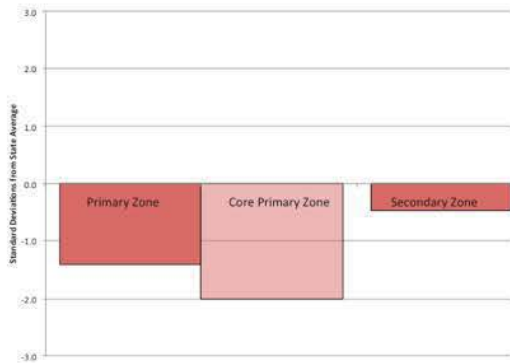 Standard Deviations from State Average
3.0
2.0
1.0
0.0
-1.0
-2.0
-3.0
Primary Zone
Core Primary Zone
Secondary Zone